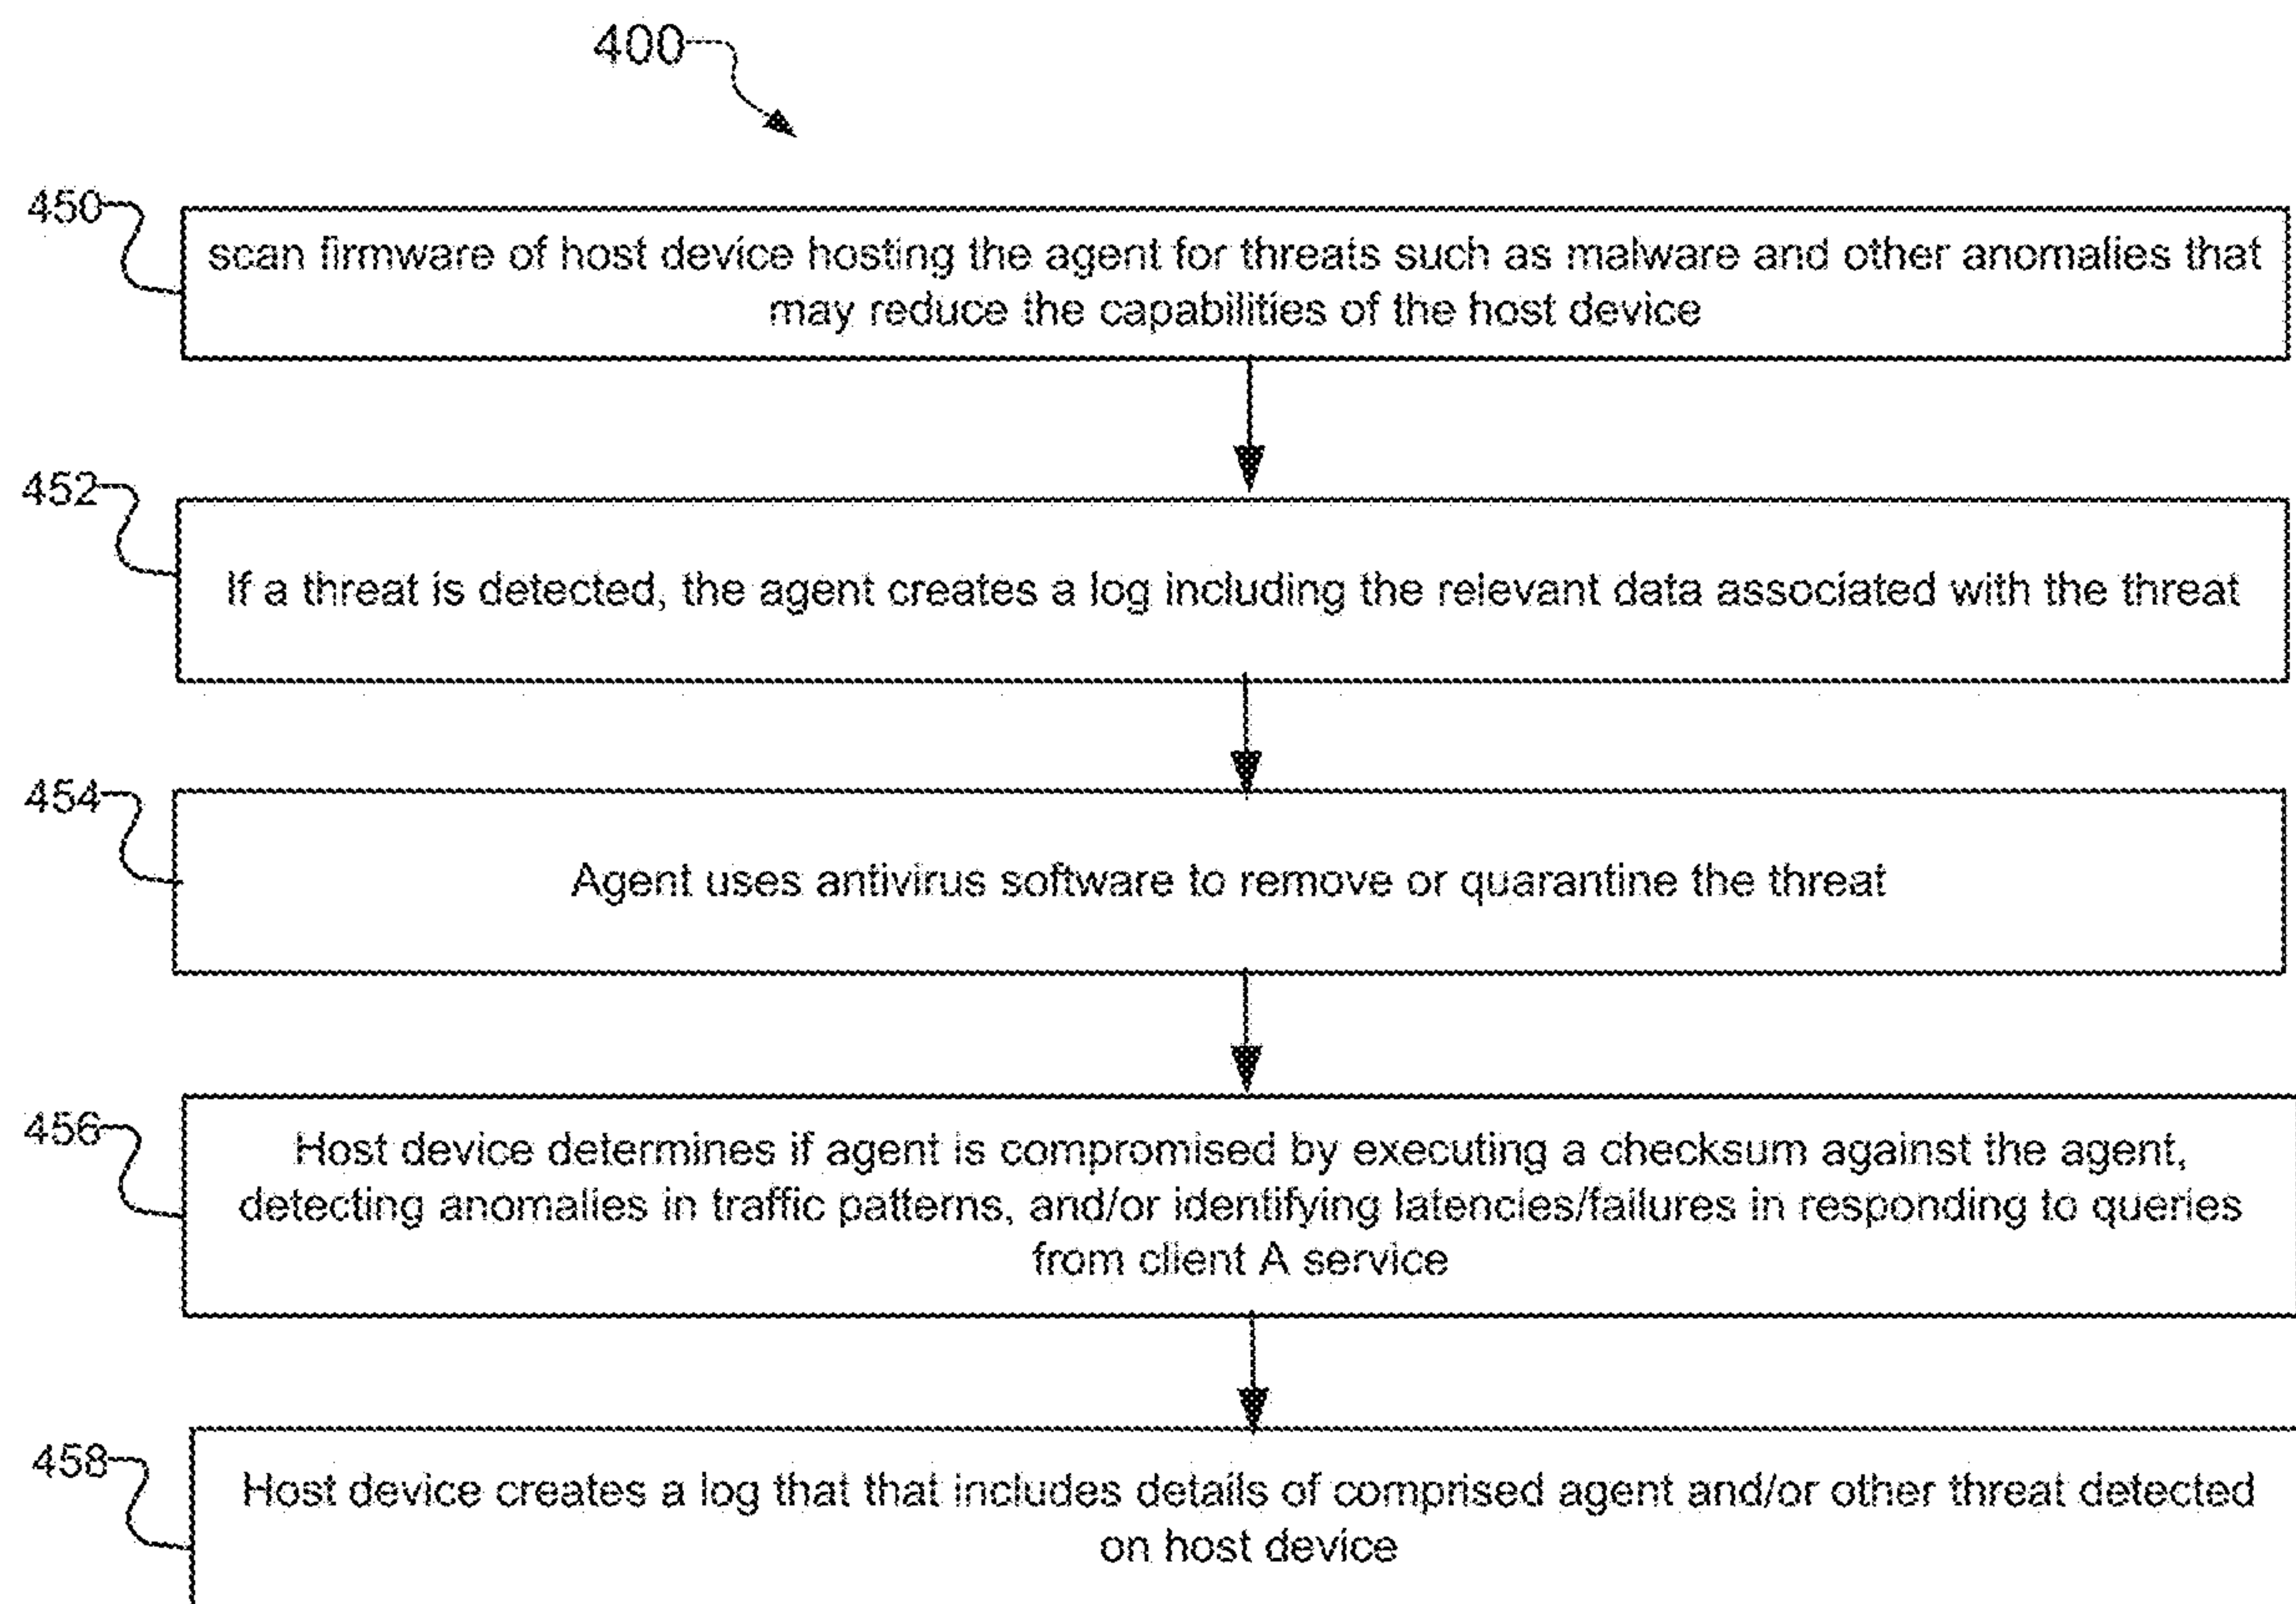 400
450
scan firmware of host device hosting the agent for threats such as malware and other anomalies that
may reduce the capabilities of the host device
452
If a threat is detected, the agent creates a log including the relevant data associated with the threat
454
Agent uses antivirus software to remove or quarantine the threat
456
Host device determines if agent is compromised by executing a checksum against the agent,
detecting anomalies in traffic patterns, and/or identifying latencies/failures in responding to queries
from client A service
458
Host device creates a log that that includes details of comprised agent and/or other threat detected
on host device